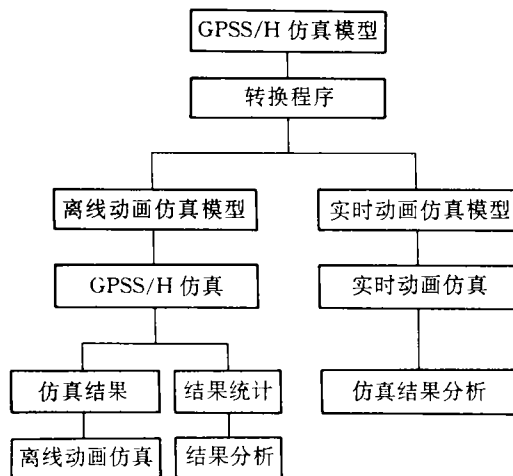 GPSS/H 仿真模型
转换程序
离线动画仿真模型
实时动画仿真模型
GPSS/H 仿真
实时动画仿真
仿真结果
结果统计
仿真结果分析
离线动画仿真
结果分析